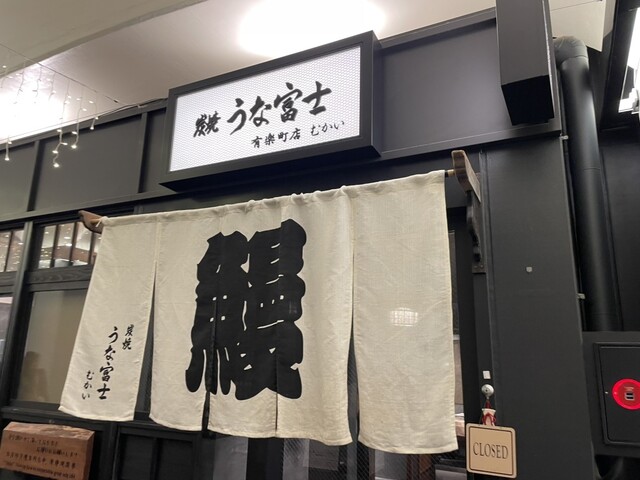 炭焼 うな富士
有楽町店 むかい
鰻
炭焼
うな富士
むかい
CLOSED